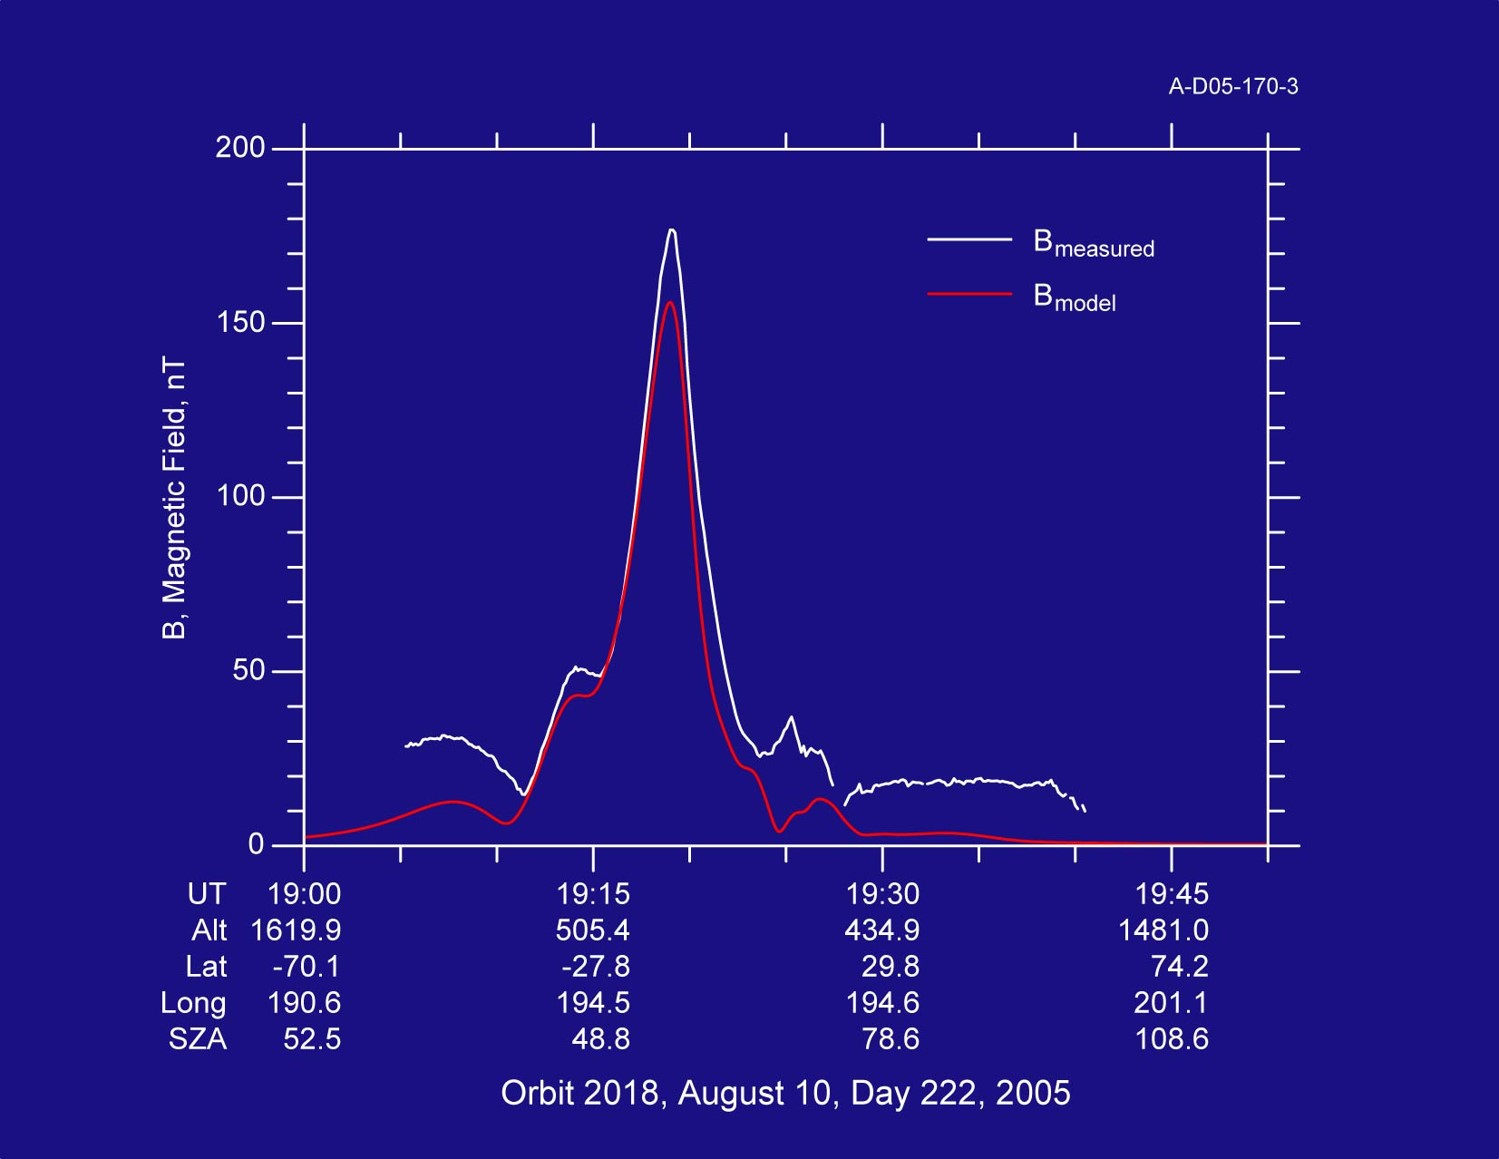 A-D05-170-3
200
150
100
50
0
B, Magnetic Field, nT
Bmeasured
Bmodel
UT 19:00 19:15 19:30 19:45
Alt 1619.9 505.4 434.9 1481.0
Lat -70.1 -27.8 29.8 74.2
Long 190.6 194.5 194.6 201.1
SZA 52.5 48.8 78.6 108.6
Orbit 2018, August 10, Day 222, 2005